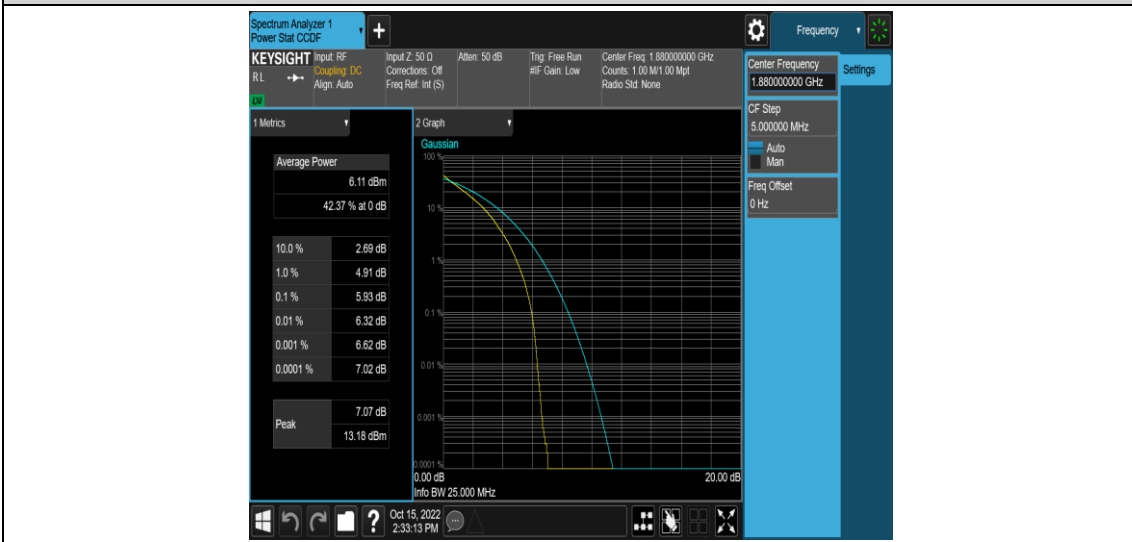 Spectrum Analyzer 1
Power Stat CCDF
+
Frequency
KEYSIGHT
R L
LXI
Input: RF
Coupling: DC
Align: Auto
Input Z: 50 Ω
Corrections: Off
Freq Ref: Int (S)
Atten: 50 dB
Trig: Free Run
#IF Gain: Low
Center Freq: 1.880000000 GHz
Counts: 1.00 M/1.00 Mpt
Radio Std: None
Center Frequency
1.880000000 GHz
Settings
CF Step
5.000000 MHz
Auto
Man
Freq Offset
0 Hz
1 Metrics
Average Power
6.11 dBm
42.37 % at 0 dB
10.0 % 2.69 dB
1.0 % 4.91 dB
0.1 % 5.93 dB
0.01 % 6.32 dB
0.001 % 6.62 dB
0.0001 % 7.02 dB
Peak
7.07 dB
13.18 dBm
2 Graph
Gaussian
100 %
10 %
1 %
0.1 %
0.01 %
0.001 %
0.0001 %
0.00 dB 20.00 dB
Info BW 25.000 MHz
?
Oct 15, 2022
2:33:13 PM